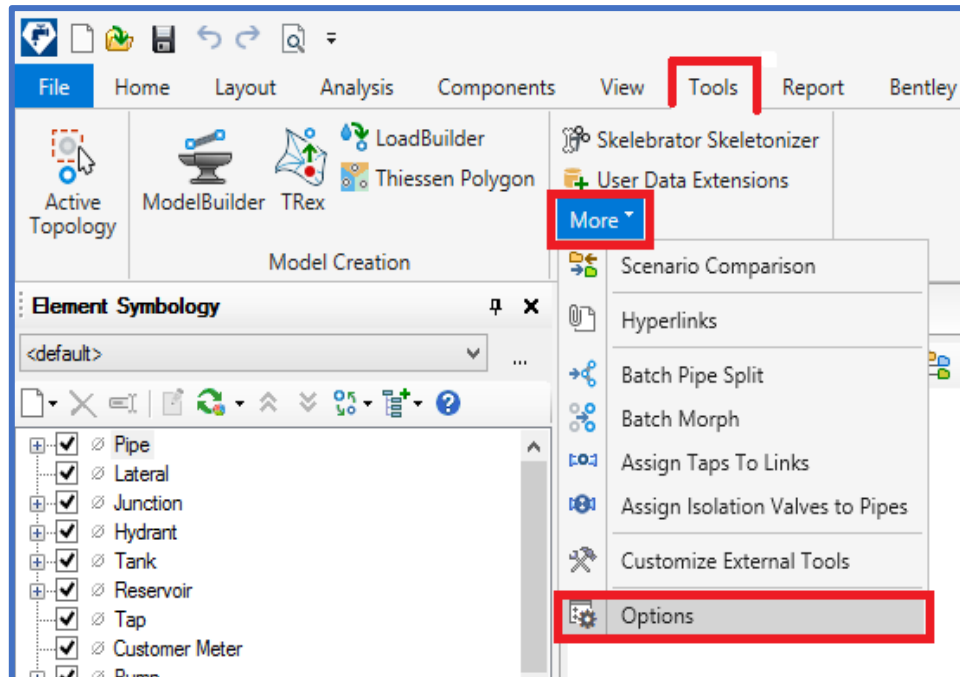 File Home Layout Analysis Components View Tools Report Bentley
Active Topology
ModelBuilder
TRex
LoadBuilder
Thiessen Polygon
Model Creation
Skelebrator Skeletonizer
User Data Extensions
More
Scenario Comparison
Hyperlinks
Batch Pipe Split
Batch Morph
Assign Taps To Links
Assign Isolation Valves to Pipes
Customize External Tools
Options
Element Symbology
<default>
...
Pipe
Lateral
Junction
Hydrant
Tank
Reservoir
Tap
Customer Meter
Pump